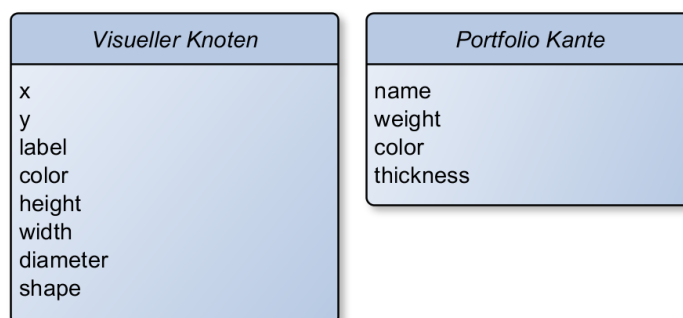 Visueller Knoten
x
y
label
color
height
width
diameter
shape
Portfolio Kante
name
weight
color
thickness